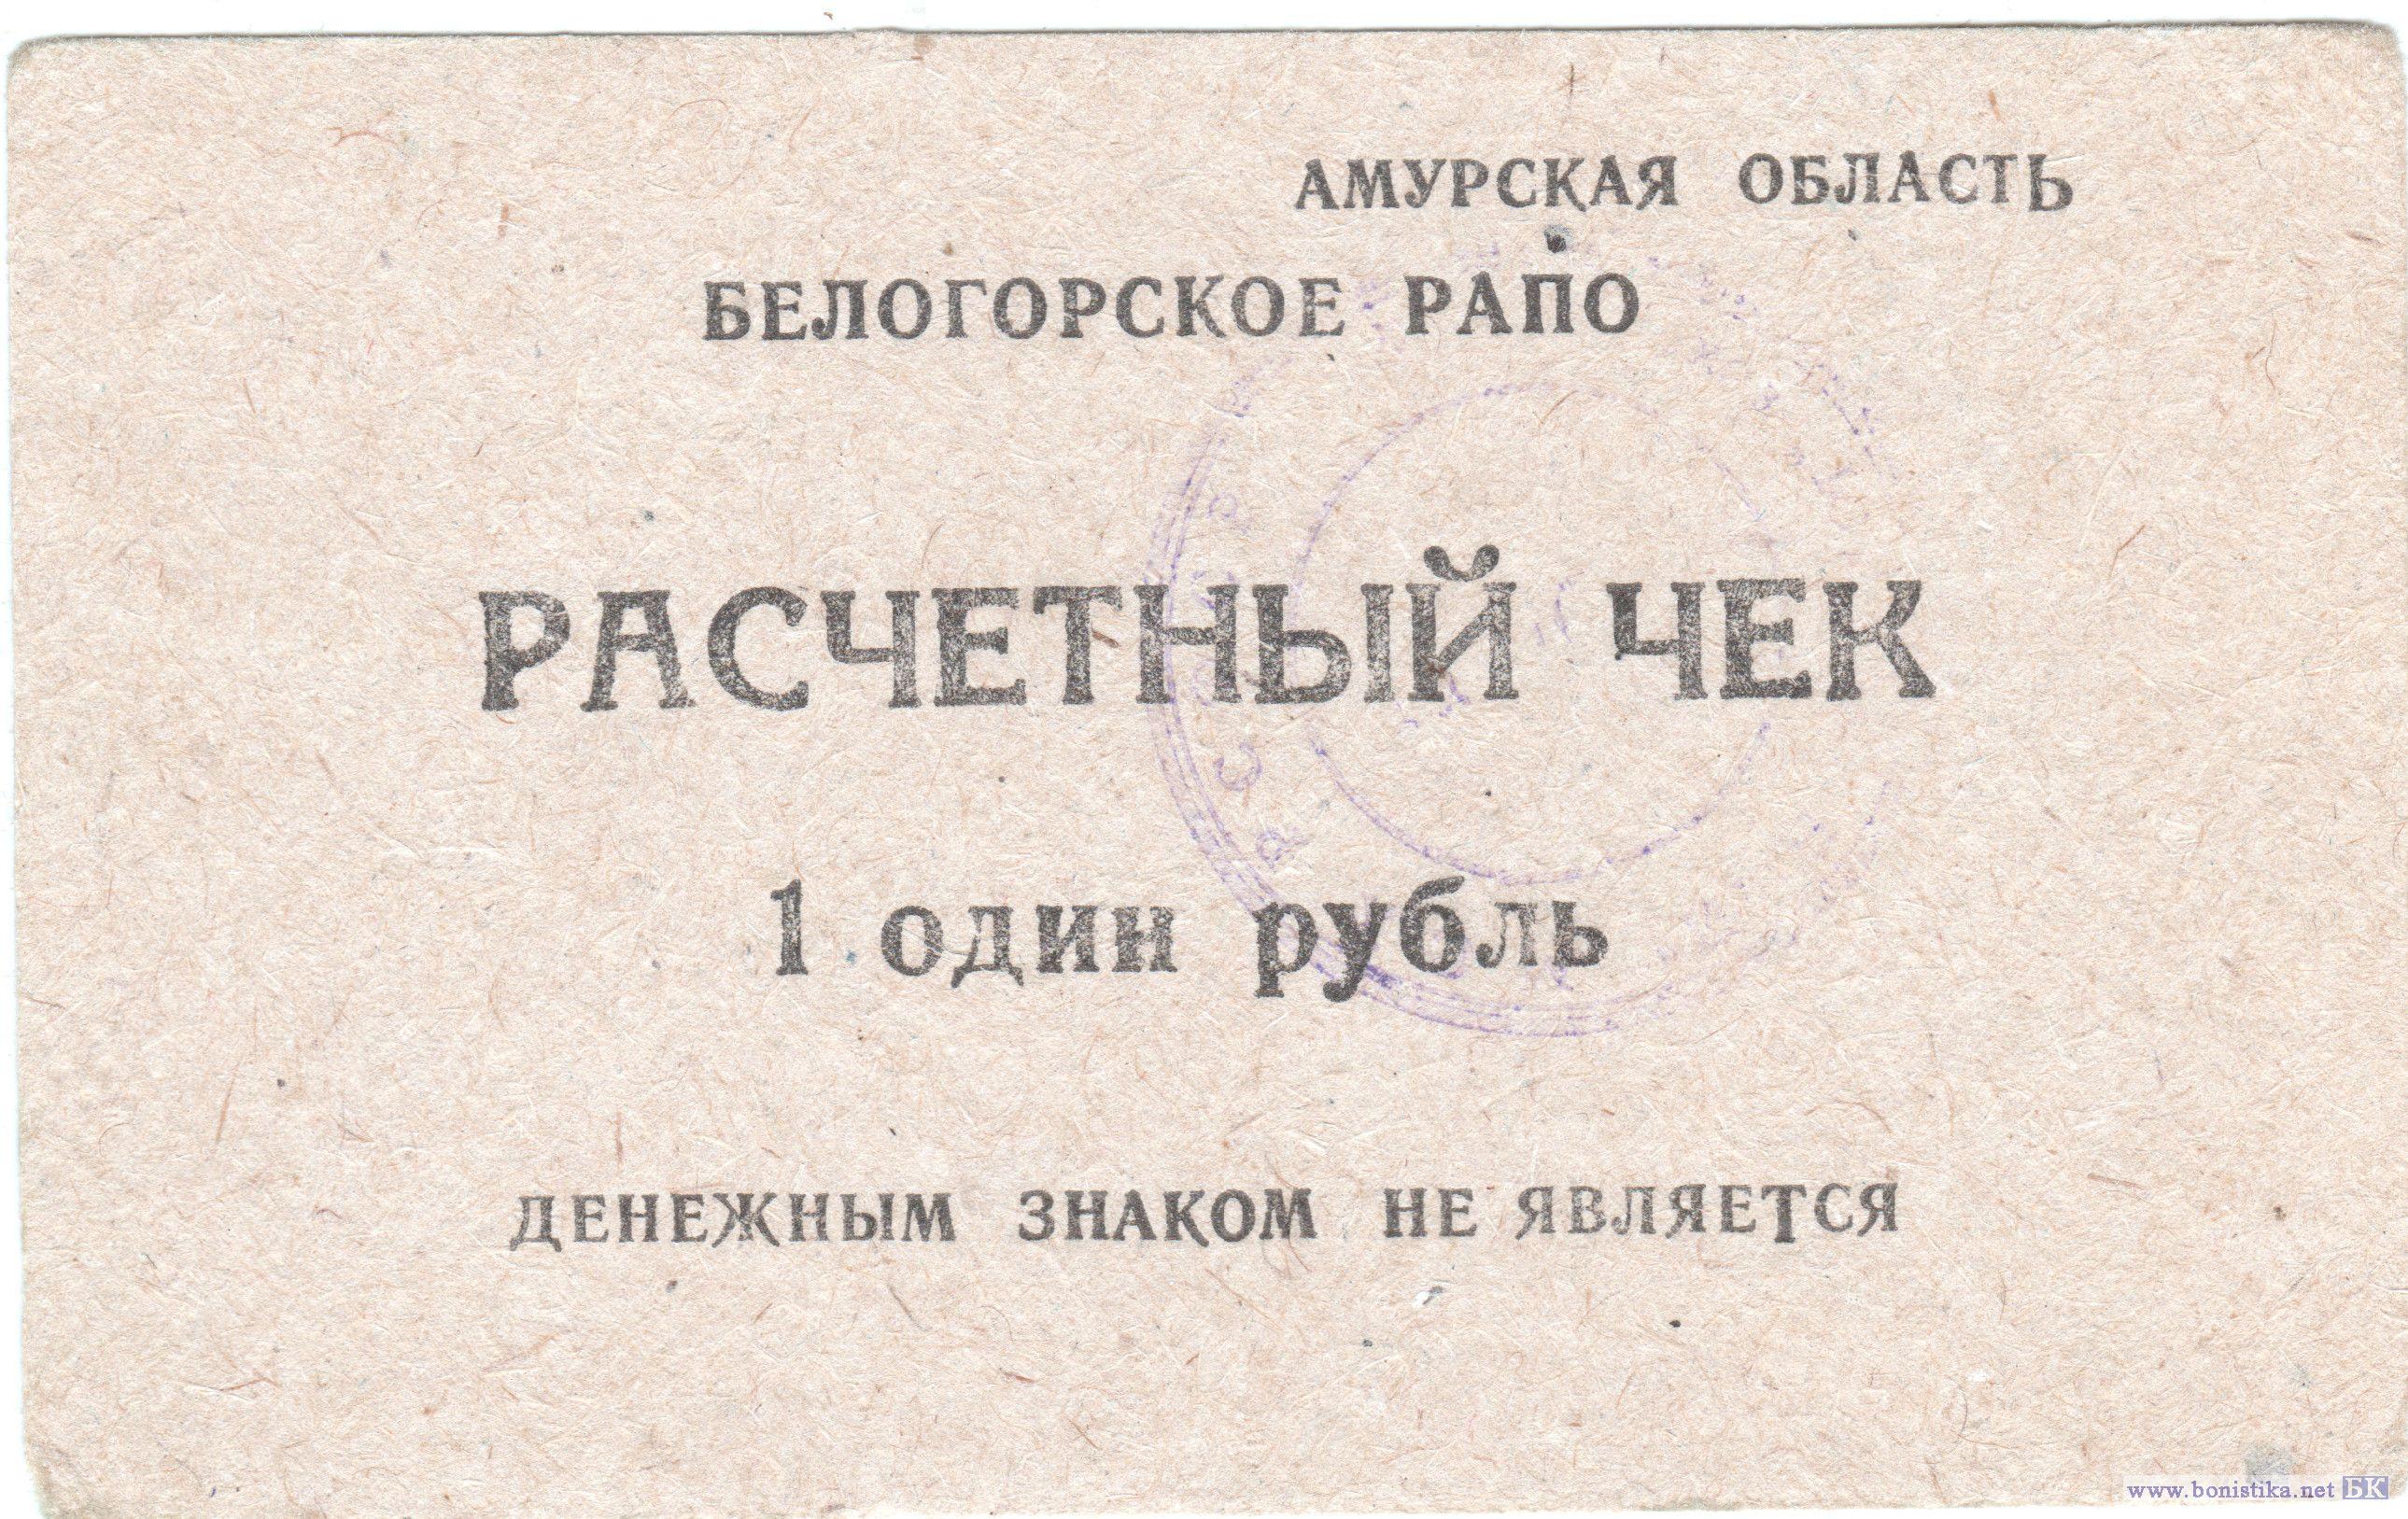 АМУРСКАЯ ОБЛАСТЬ
БЕЛОГОРСКОЕ РАПО
РАСЧЕТНЫЙ ЧЕК
1 один рубль
ДЕНЕЖНЫМ ЗНАКОМ НЕ ЯВЛЯЕТСЯ
www.bonistika.net БК